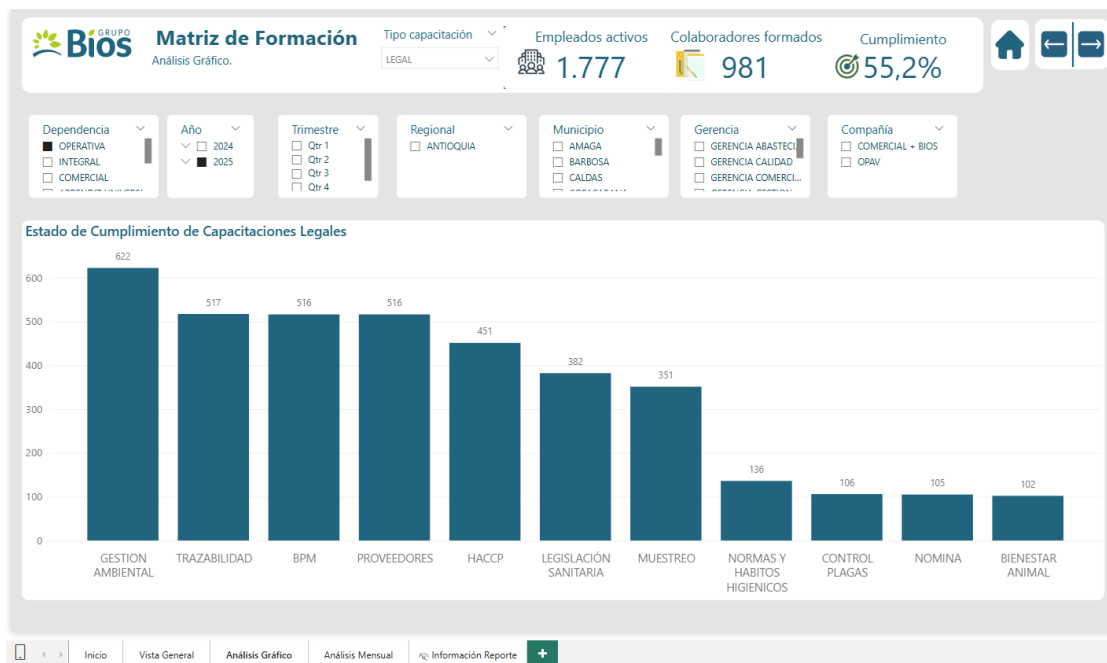 GRUPO
Bios
Matriz de Formación
Análisis Gráfico.
Tipo capacitación
LEGAL
Empleados activos
1.777
Colaboradores formados
981
Cumplimiento
55,2%
Dependencia
OPERATIVA
INTEGRAL
COMERCIAL
Año
2024
2025
Trimestre
Qtr 1
Qtr 2
Qtr 3
Qtr 4
Regional
ANTIOQUIA
Municipio
AMAGA
BARBOSA
CALDAS
Gerencia
GERENCIA ABASTECI...
GERENCIA CALIDAD
GERENCIA COMERCI...
Compañía
COMERCIAL + BIOS
OPAV
Estado de Cumplimiento de Capacitaciones Legales
600
500
400
300
200
100
0
622
517
516
516
451
382
351
136
106
105
102
GESTION AMBIENTAL
TRAZABILIDAD
BPM
PROVEEDORES
HACCP
LEGISLACIÓN SANITARIA
MUESTREO
NORMAS Y HABITOS HIGIENICOS
CONTROL PLAGAS
NOMINA
BIENESTAR ANIMAL
Inicio
Vista General
Análisis Gráfico
Análisis Mensual
Información Reporte